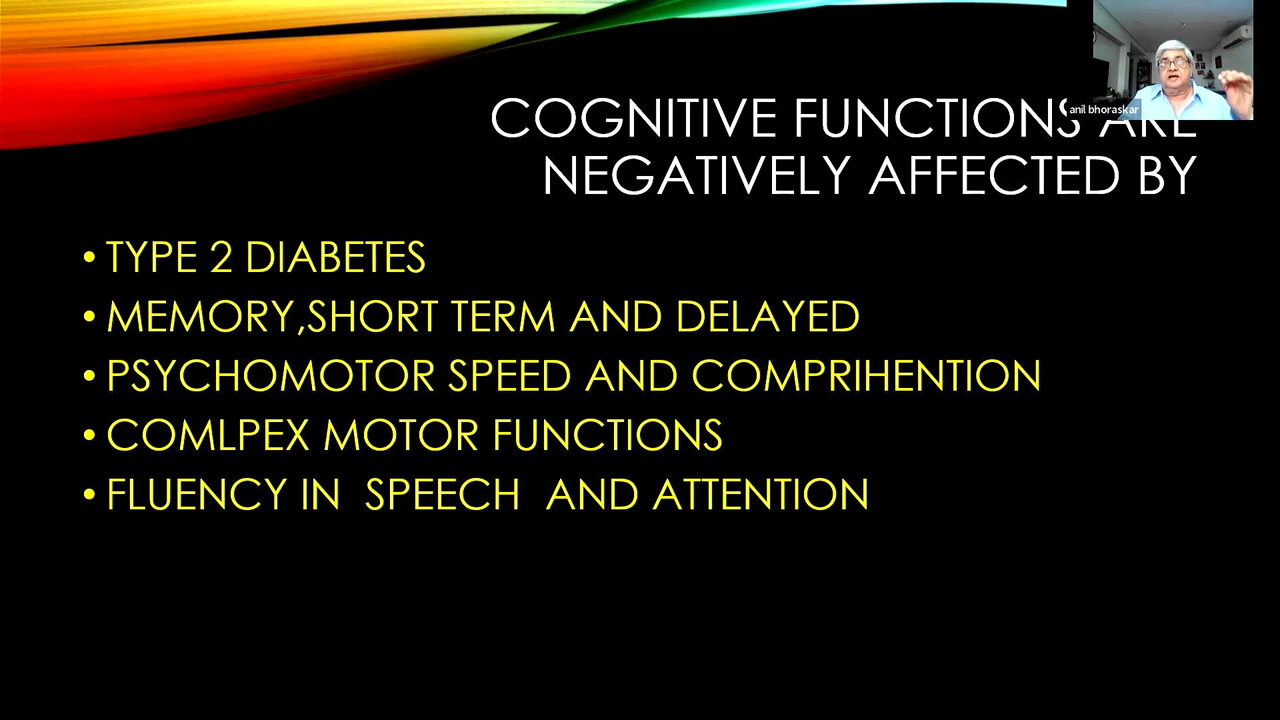 anil bhoraskar
COGNITIVE FUNCTIONS ARE
NEGATIVELY AFFECTED BY
• TYPE 2 DIABETES
• MEMORY,SHORT TERM AND DELAYED
• PSYCHOMOTOR SPEED AND COMPRIHENTION
• COMLPEX MOTOR FUNCTIONS
• FLUENCY IN SPEECH AND ATTENTION